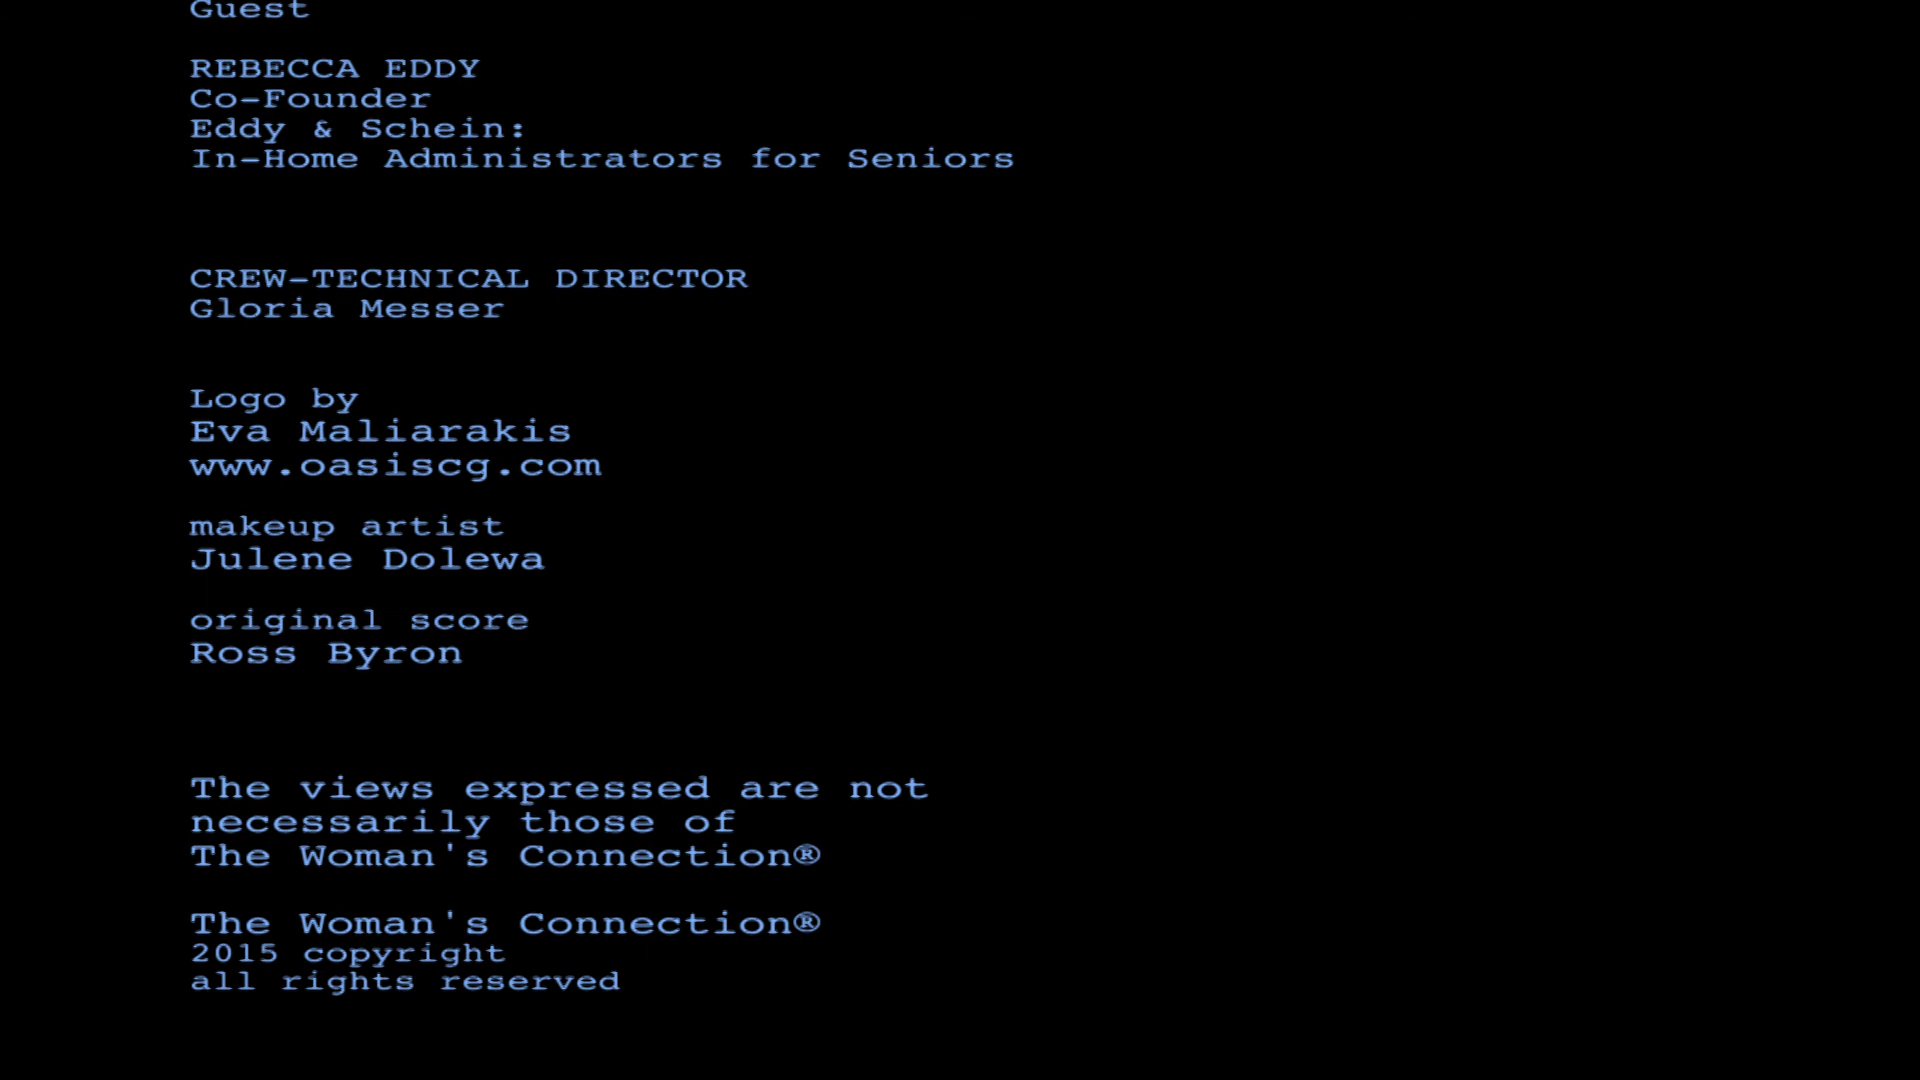 Guest
REBECCA EDDY
Co-Founder
Eddy & Schein:
In-Home Administrators for Seniors
CREW-TECHNICAL DIRECTOR
Gloria Messer
Logo by
Eva Maliarakis
www.oasiscg.com
makeup artist
Julene Dolewa
original score
Ross Byron
The views expressed are not
necessarily those of
The Woman's Connection®
The Woman's Connection®
2015 copyright
all rights reserved